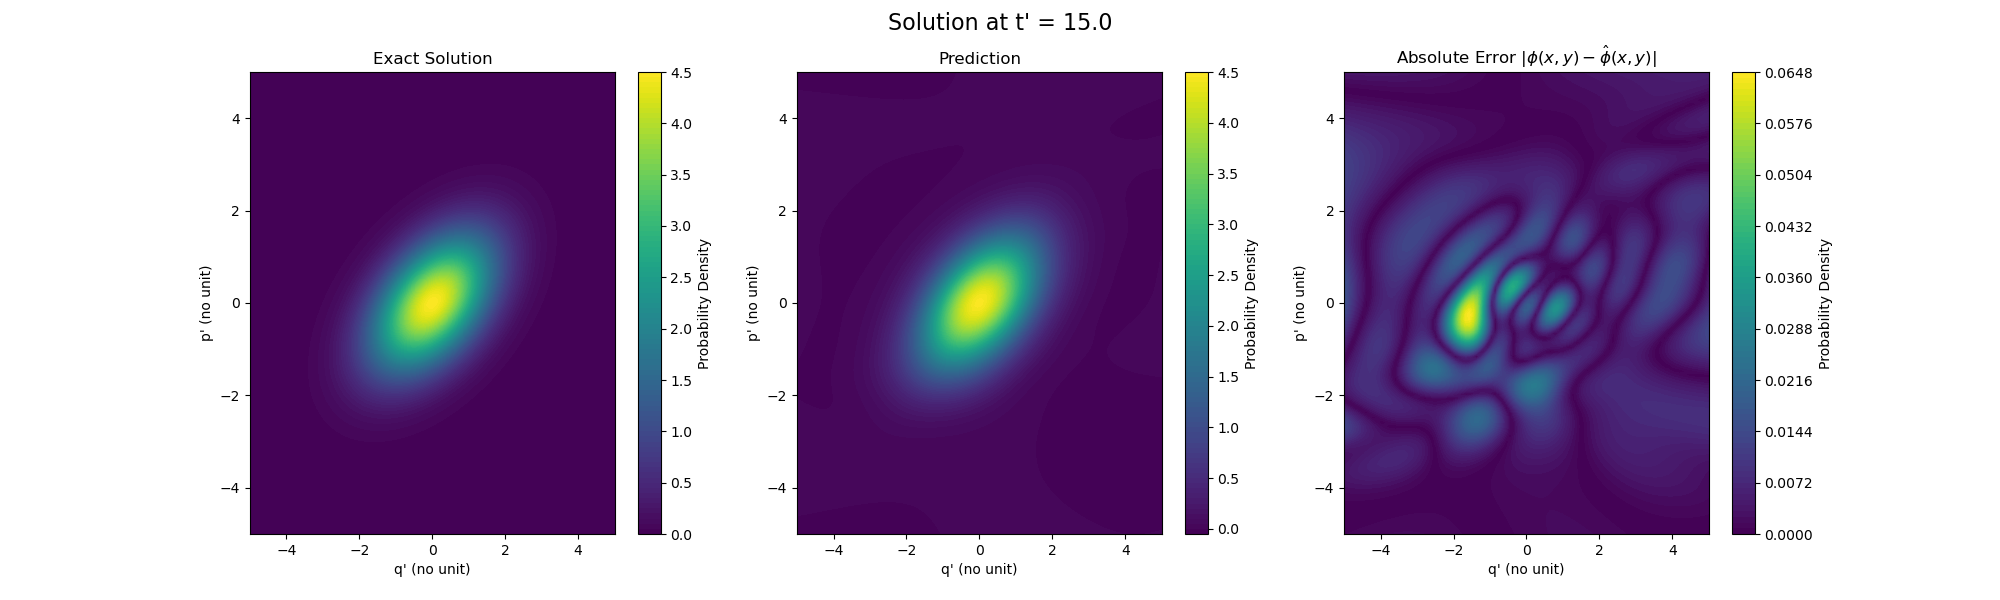 Solution at t' = 15.0
Exact Solution
Prediction
Absolute Error |ϕ(x, y) − ϕ̂(x, y)|
p' (no unit)
4
2
0
−2
−4
−4 −2 0 2 4
q' (no unit)
4.5
4.0
3.5
3.0
2.5
2.0
1.5
1.0
0.5
0.0
Probability Density
p' (no unit)
4
2
0
−2
−4
−4 −2 0 2 4
q' (no unit)
4.5
4.0
3.5
3.0
2.5
2.0
1.5
1.0
0.5
0.0
Probability Density
p' (no unit)
4
2
0
−2
−4
−4 −2 0 2 4
q' (no unit)
0.0648
0.0576
0.0504
0.0432
0.0360
0.0288
0.0216
0.0144
0.0072
0.0000
Probability Density